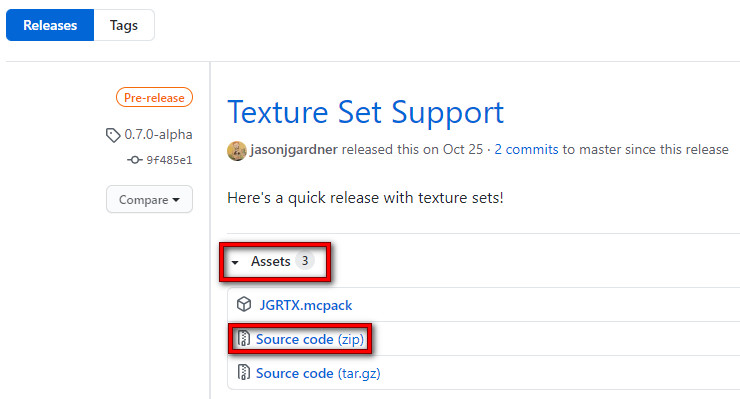 Releases Tags
Pre-release
0.7.0-alpha
9f485e1
Compare
Texture Set Support
jasonjgardner released this on Oct 25 · 2 commits to master since this release
Here's a quick release with texture sets!
Assets 3
JGRTX.mcpack
Source code (zip)
Source code (tar.gz)